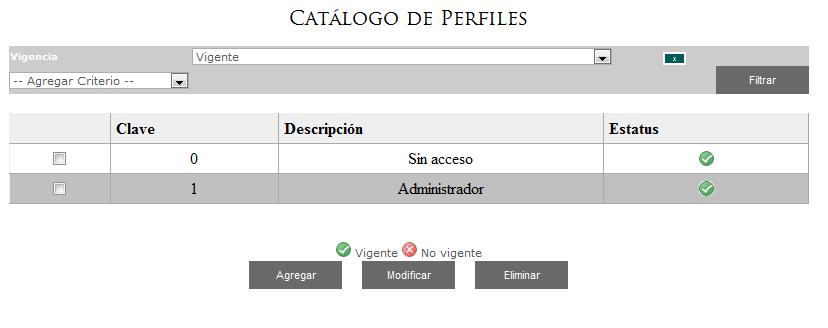 Catálogo de Perfiles
Vigencia Vigente x
-- Agregar Criterio -- Filtrar
Clave Descripción Estatus
0 Sin acceso
1 Administrador
Vigente No vigente
Agregar Modificar Eliminar